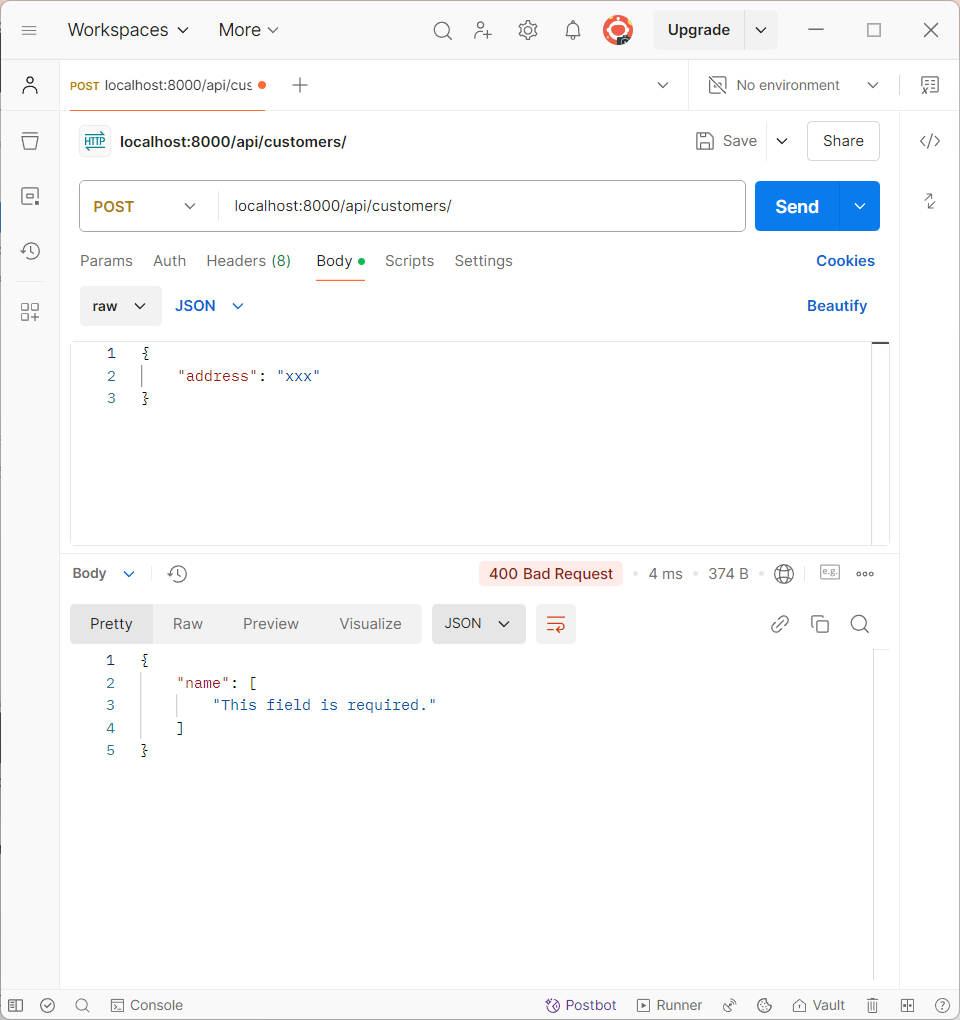 Workspaces More Upgrade
POST localhost:8000/api/cus No environment
HTTP localhost:8000/api/customers/ Save Share
POST localhost:8000/api/customers/ Send
Params Auth Headers (8) Body Scripts Settings Cookies
raw JSON Beautify
1 {
2 "address": "xxx"
3 }
Body 400 Bad Request 4 ms 374 B e.g.
Pretty Raw Preview Visualize JSON
1 {
2 "name": [
3 "This field is required."
4 ]
5 }
Console Postbot Runner Vault